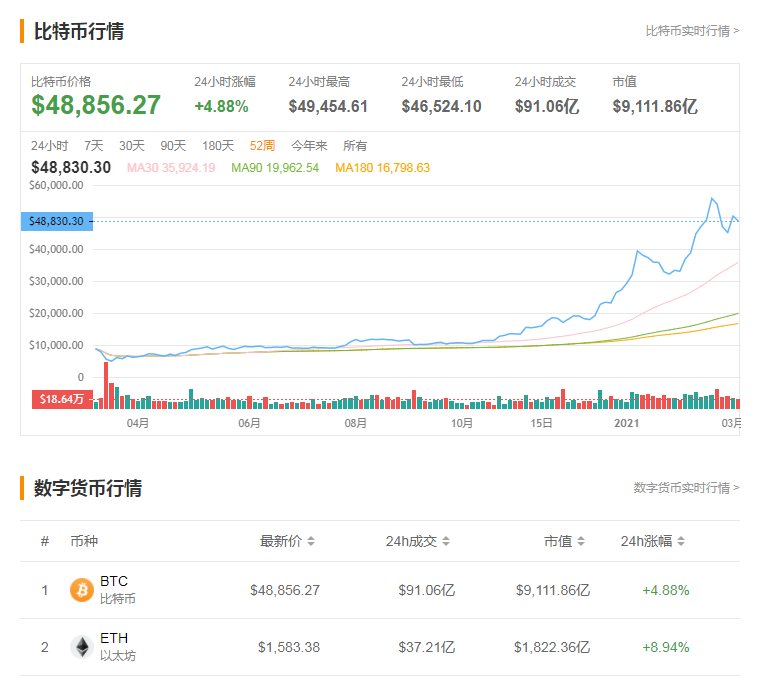 比特币行情
比特币实时行情 >
比特币价格 24小时涨幅 24小时最高 24小时最低 24小时成交 市值
$48,856.27 +4.88% $49,454.61 $46,524.10 $91.06亿 $9,111.86亿
24小时 7天 30天 90天 180天 52周 今年来 所有
$48,830.30 MA30 35,924.19 MA90 19,962.54 MA180 16,798.63
$60,000.00
$48,830.30
$40,000.00
$30,000.00
$20,000.00
$10,000.00
0
$18.64万
04月 06月 08月 10月 15日 2021 03月
数字货币行情
数字货币实时行情 >
# 币种 最新价 24h成交 市值 24h涨幅
1 BTC 比特币 $48,856.27 $91.06亿 $9,111.86亿 +4.88%
2 ETH 以太坊 $1,583.38 $37.21亿 $1,822.36亿 +8.94%